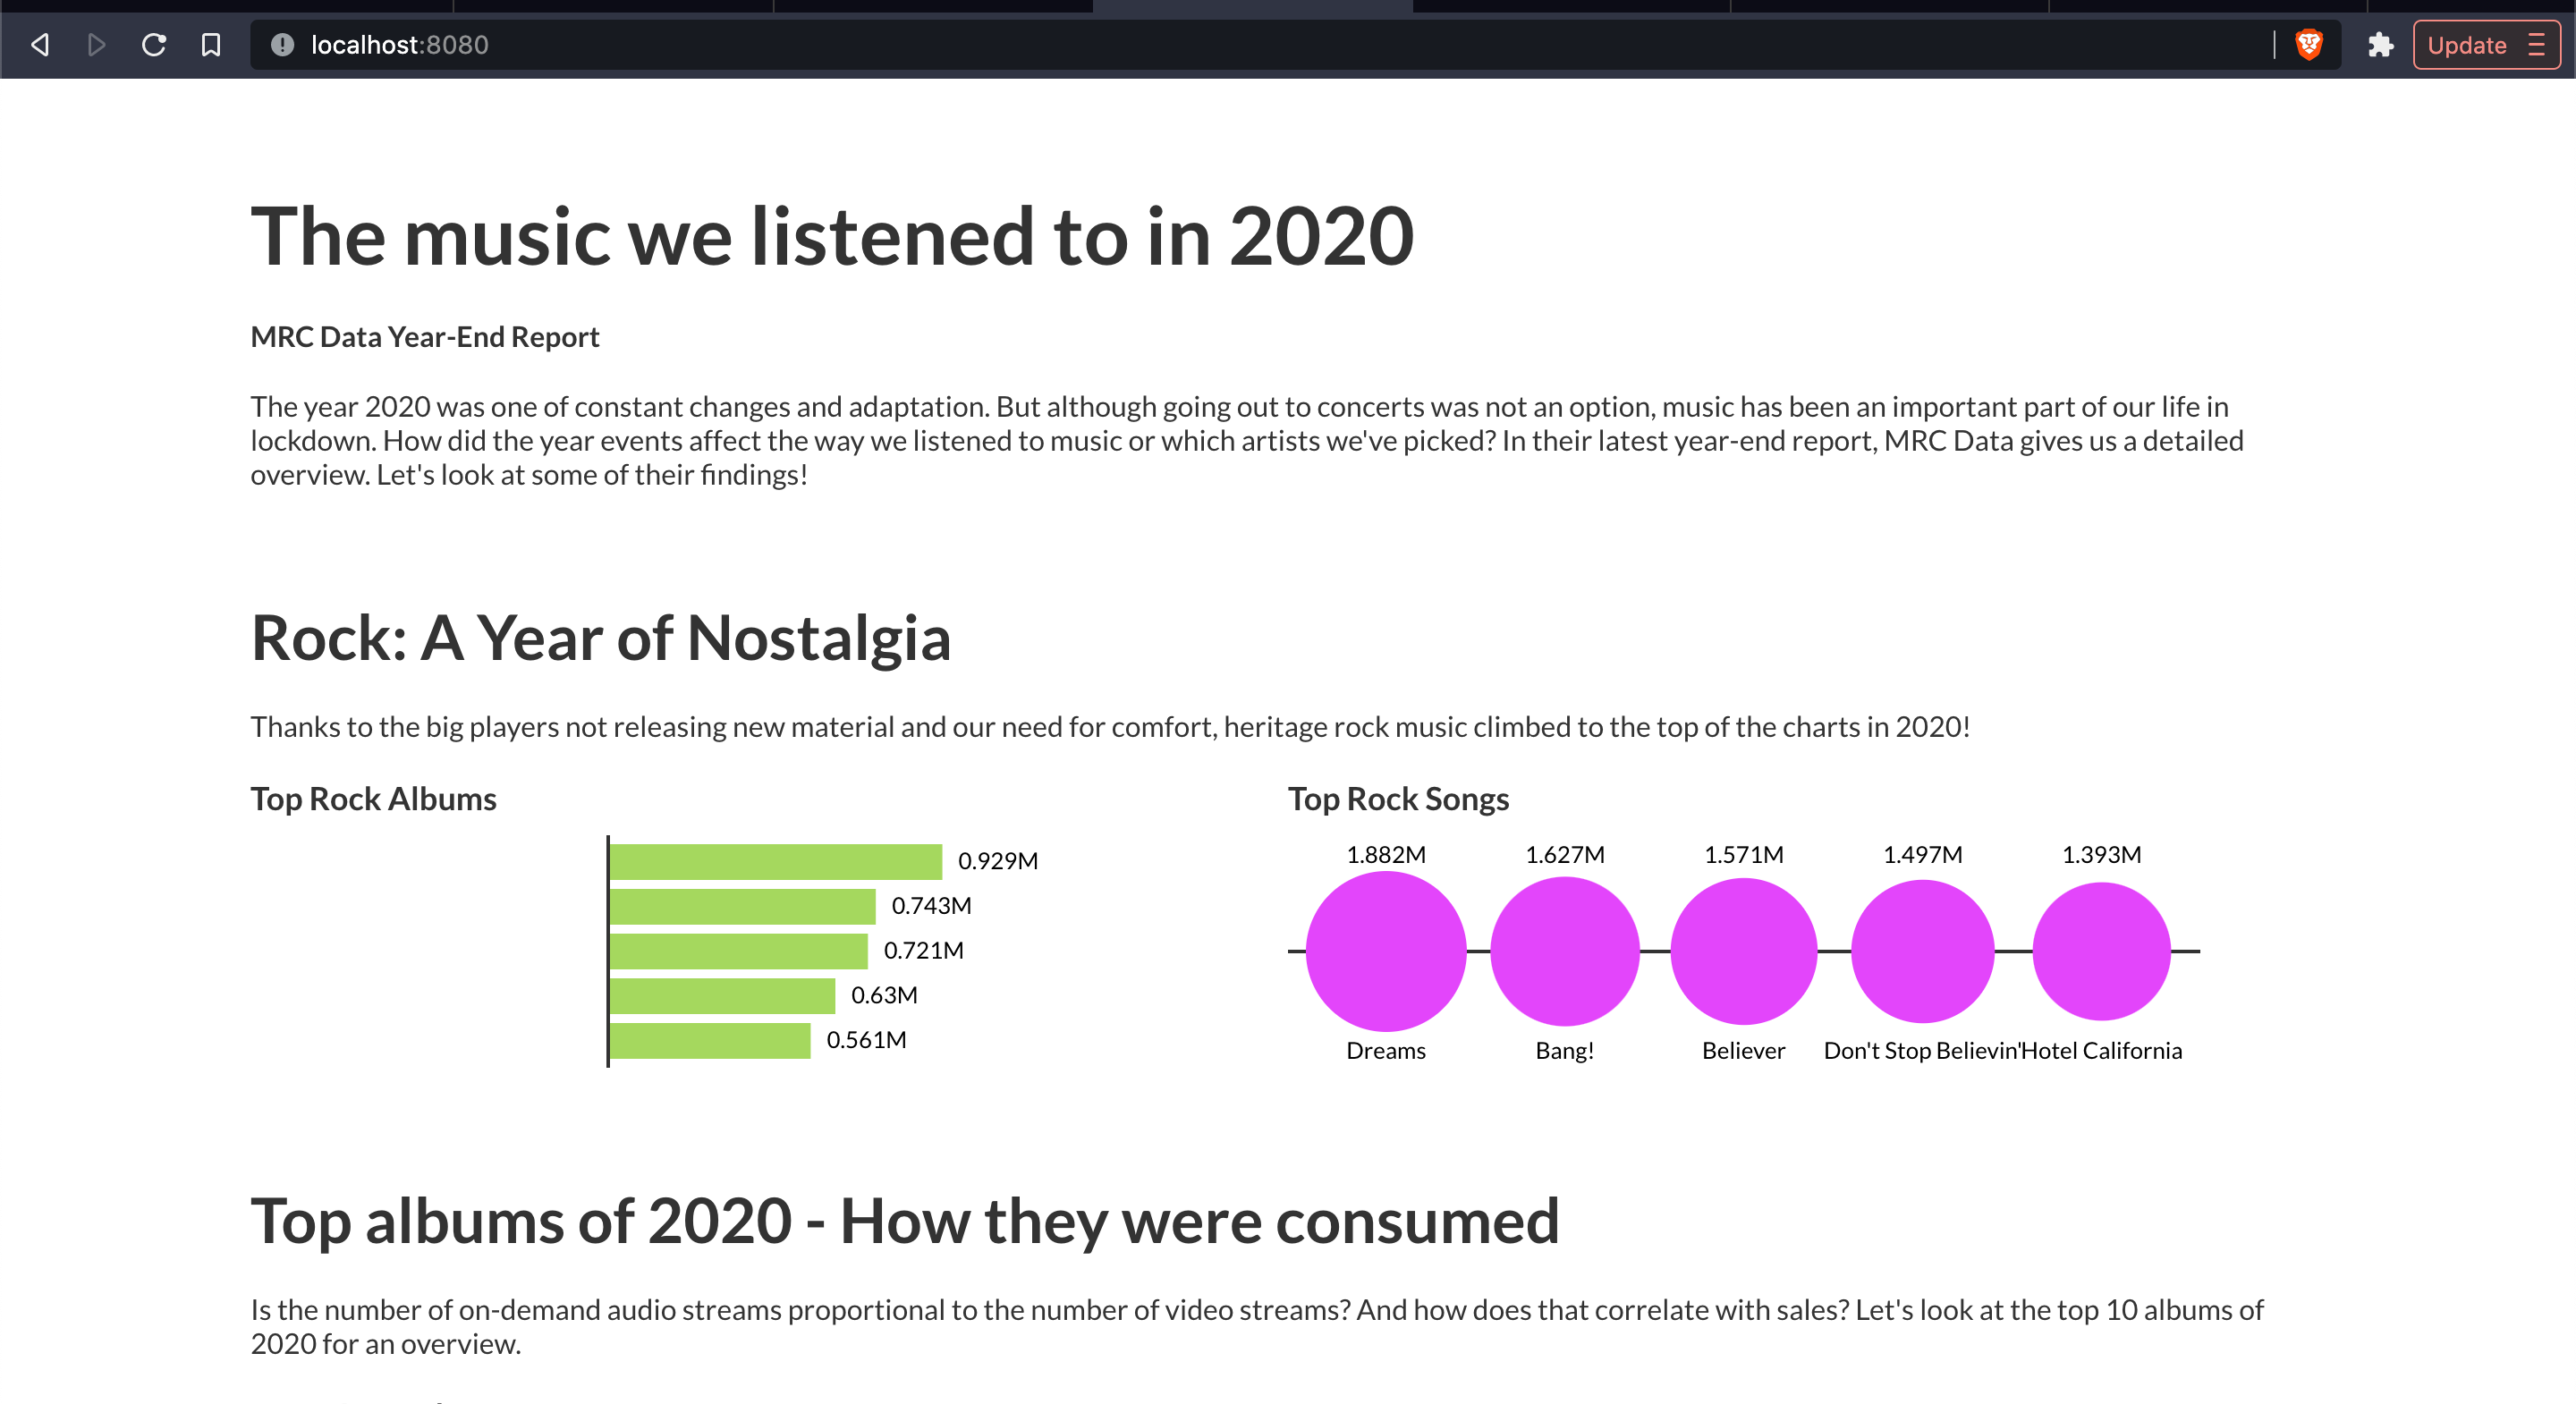 localhost:8080
Update
The music we listened to in 2020
MRC Data Year-End Report
The year 2020 was one of constant changes and adaptation. But although going out to concerts was not an option, music has been an important part of our life in
lockdown. How did the year events affect the way we listened to music or which artists we've picked? In their latest year-end report, MRC Data gives us a detailed
overview. Let's look at some of their findings!
Rock: A Year of Nostalgia
Thanks to the big players not releasing new material and our need for comfort, heritage rock music climbed to the top of the charts in 2020!
Top Rock Albums
0.929M
0.743M
0.721M
0.63M
0.561M
Top Rock Songs
1.882M 1.627M 1.571M 1.497M 1.393M
Dreams Bang! Believer Don't Stop Believin' Hotel California
Top albums of 2020 - How they were consumed
Is the number of on-demand audio streams proportional to the number of video streams? And how does that correlate with sales? Let's look at the top 10 albums of
2020 for an overview.